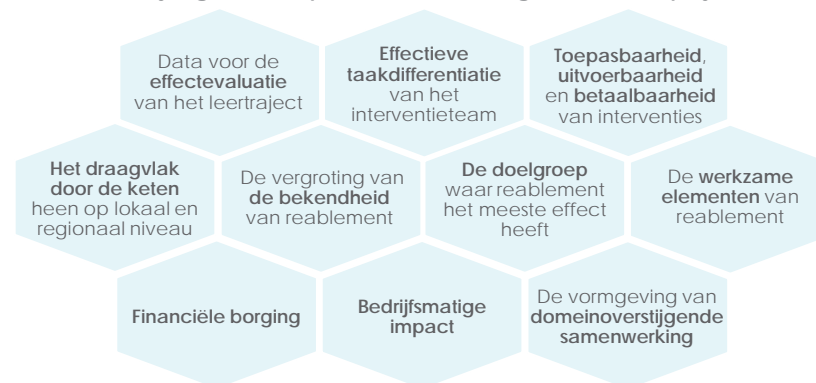 Data voor de
effectevaluatie
van het leertraject
Effectieve
taakdifferentiatie
van het
interventieteam
Toepasbaarheid,
uitvoerbaarheid
en betaalbaarheid
van interventies
Het draagvlak
door de keten
heen op lokaal en
regionaal niveau
De vergroting van
de bekendheid
van reablement
De doelgroep
waar reablement
het meeste effect
heeft
De werkzame
elementen van
reablement
Financiële borging
Bedrijfsmatige
impact
De vormgeving van
domeinoverstijgende
samenwerking